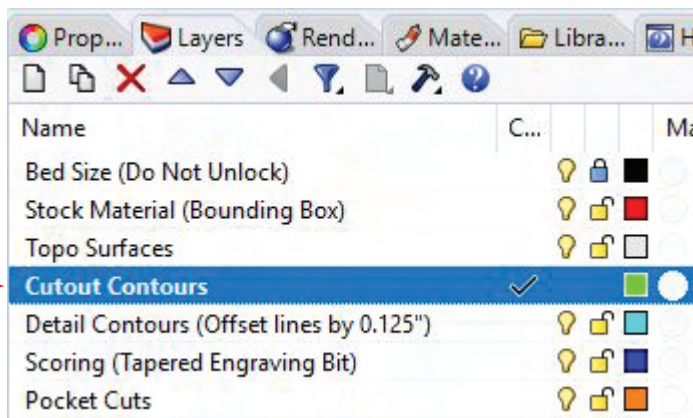 Prop... Layers Rend... Mate... Libra... H
Name C... Ma
Bed Size (Do Not Unlock)
Stock Material (Bounding Box)
Topo Surfaces
Cutout Contours
Detail Contours (Offset lines by 0.125")
Scoring (Tapered Engraving Bit)
Pocket Cuts